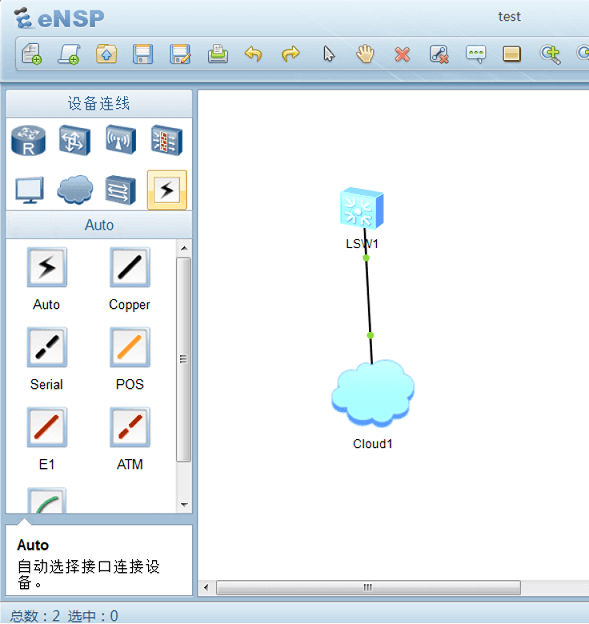 eNSP
test
设备连线
R
Auto
Auto
Copper
Serial
POS
E1
ATM
Auto
自动选择接口连接设
备。
LSW1
Cloud1
总数：2 选中：0